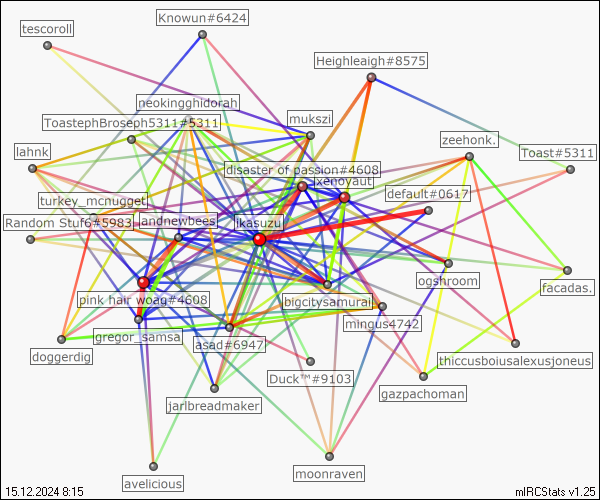 Knowun#6424
tescoroll
Heighleaigh#8575
neokingghidorah
mukszi
ToastephBroseph5311#5311
zeehonk.
lahnk
Toast#5311
disaster of passion#4608
xenoyaut
default#0617
turkey_mcnugget
Random Stuf6#5983
andnewbees
Ikasuzu
ogshroom
facadas.
pink hair woag#4608
bigcitysamurai
mingus4742
gregor_samsa
asad#6947
doggerdig
thiccusboiusalexusjoneus
Duck™#9103
gazpachoman
jarlbreadmaker
moonraven
avelicious
15.12.2024 8:15
mIRCStats v1.25